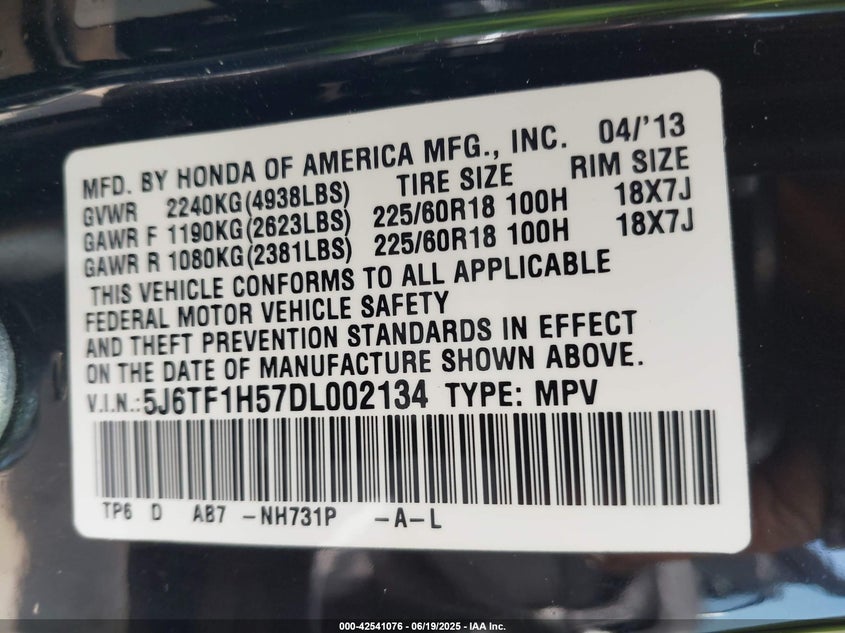 MFD. BY HONDA OF AMERICA MFG., INC. 04/'13
GVWR 2240KG(4938LBS) TIRE SIZE RIM SIZE
GAWR F 1190KG(2623LBS) 225/60R18 100H 18X7J
GAWR R 1080KG(2381LBS) 225/60R18 100H 18X7J
THIS VEHICLE CONFORMS TO ALL APPLICABLE
FEDERAL MOTOR VEHICLE SAFETY
AND THEFT PREVENTION STANDARDS IN EFFECT
ON THE DATE OF MANUFACTURE SHOWN ABOVE.
V.I.N.:5J6TF1H57DL002134 TYPE: MPV
TP6 D AB7 -NH731P -A-L
000-42541076 - 06/19/2025 - IAA Inc.